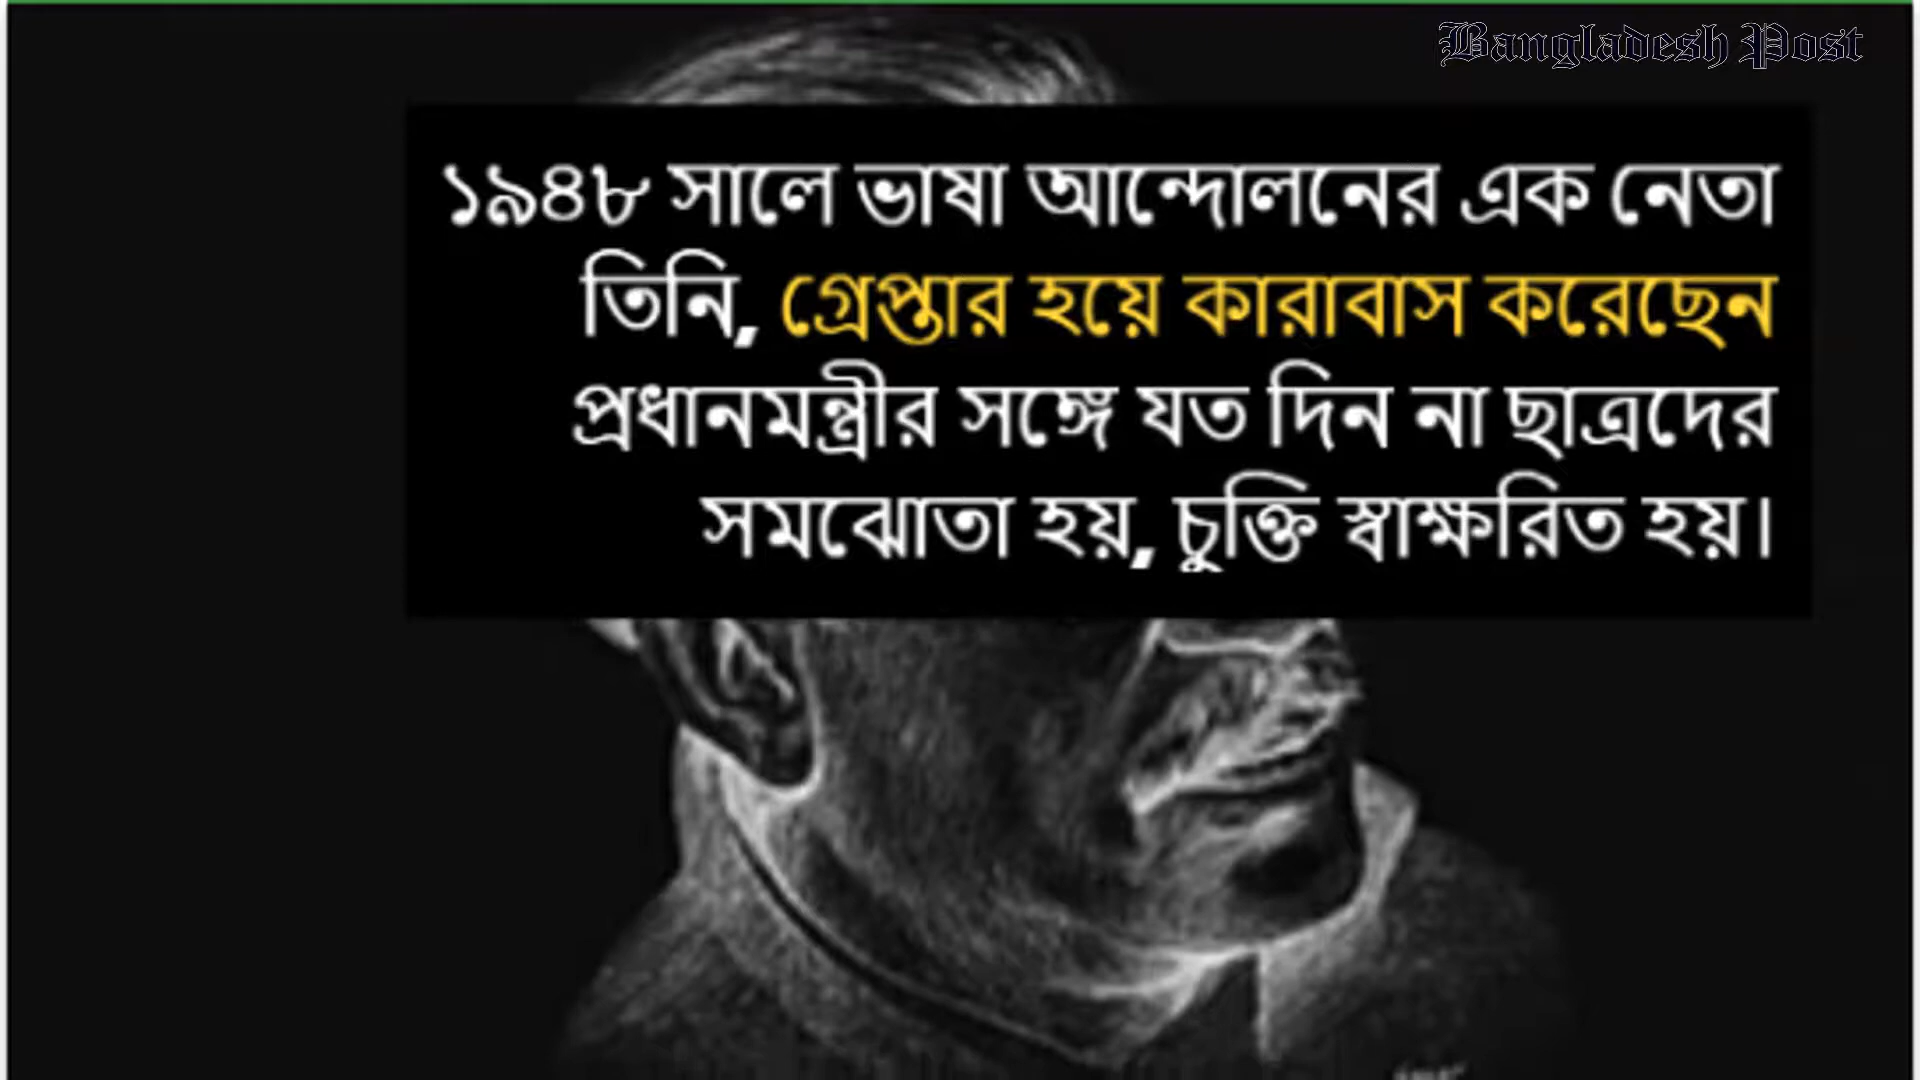 Bangladesh Post
১৯৪৮ সালে ভাষা আন্দোলনের এক নেতা
তিনি, গ্রেপ্তার হয়ে কারাবাস করেছেন
প্রধানমন্ত্রীর সঙ্গে যত দিন না ছাত্রদের
সমঝোতা হয়, চুক্তি স্বাক্ষরিত হয়।